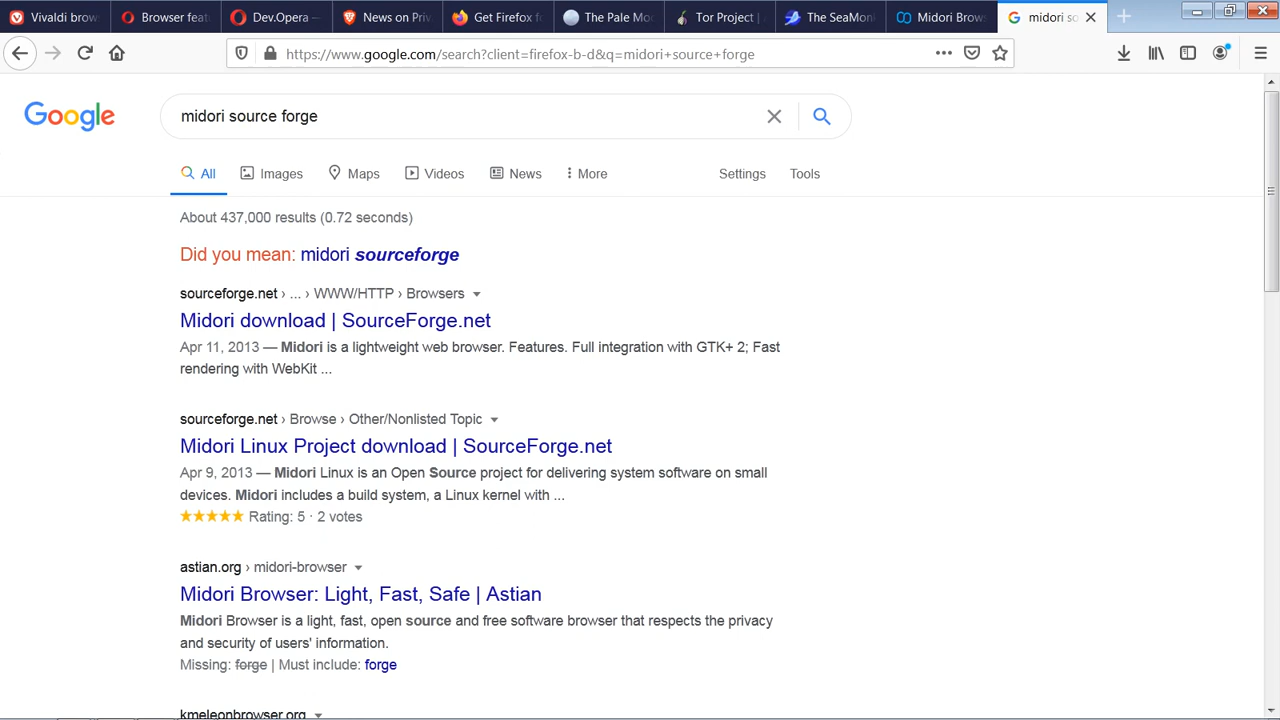 Vivaldi brow
Browser feat
Dev.Opera —
News on Priv
Get Firefox fo
The Pale Moo
Tor Project |
The SeaMonk
Midori Brows
midori so
https://www.google.com/search?client=firefox-b-d&q=midori+source+forge
Google
midori source forge
All
Images
Maps
Videos
News
More
Settings
Tools
About 437,000 results (0.72 seconds)
Did you mean: midori sourceforge
sourceforge.net › ... › WWW/HTTP › Browsers
Midori download | SourceForge.net
Apr 11, 2013 — Midori is a lightweight web browser. Features. Full integration with GTK+ 2; Fast
rendering with WebKit ...
sourceforge.net › Browse › Other/Nonlisted Topic
Midori Linux Project download | SourceForge.net
Apr 9, 2013 — Midori Linux is an Open Source project for delivering system software on small
devices. Midori includes a build system, a Linux kernel with ...
Rating: 5 · 2 votes
astian.org › midori-browser
Midori Browser: Light, Fast, Safe | Astian
Midori Browser is a light, fast, open source and free software browser that respects the privacy
and security of users' information.
Missing: forge | Must include: forge
kmeleonbrowser.org